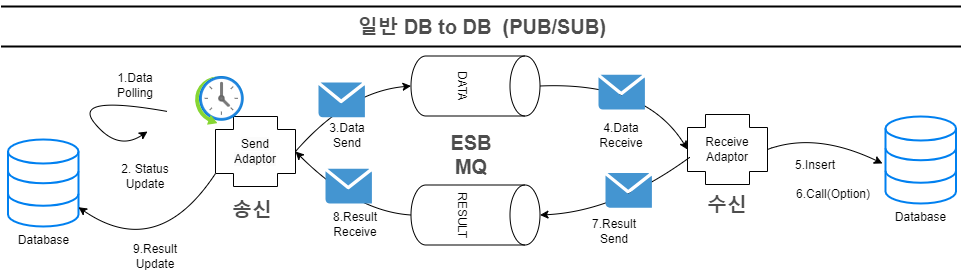 일반 DB to DB (PUB/SUB)
1.Data
Polling
2. Status
Update
Database
9.Result
Update
Send
Adaptor
송신
3.Data
Send
8.Result
Receive
DATA
ESB
MQ
RESULT
4.Data
Receive
7.Result
Send
Receive
Adaptor
수신
5.Insert
6.Call(Option)
Database